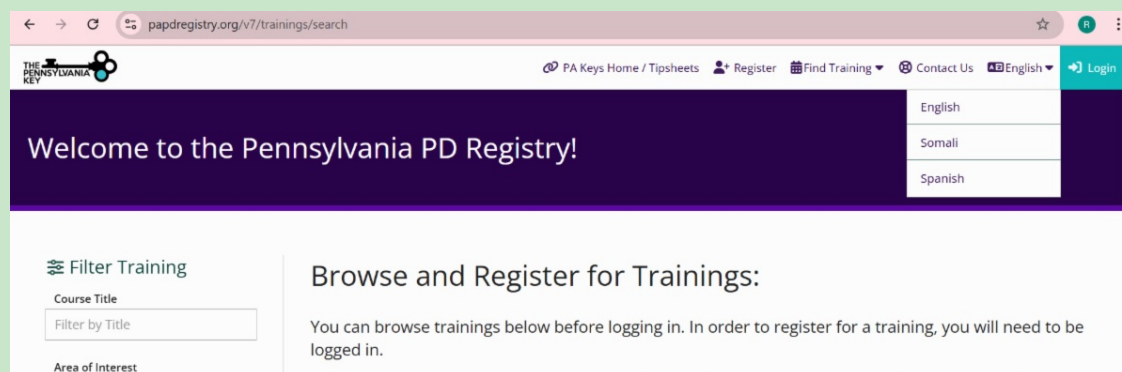 papdregistry.org/v7/trainings/search
R
THE
PENNSYLVANIA
KEY
PA Keys Home / Tipsheets Register Find Training Contact Us English Login
English
Somali
Spanish
Welcome to the Pennsylvania PD Registry!
Filter Training
Course Title
Filter by Title
Area of Interest
Browse and Register for Trainings:
You can browse trainings below before logging in. In order to register for a training, you will need to be
logged in.